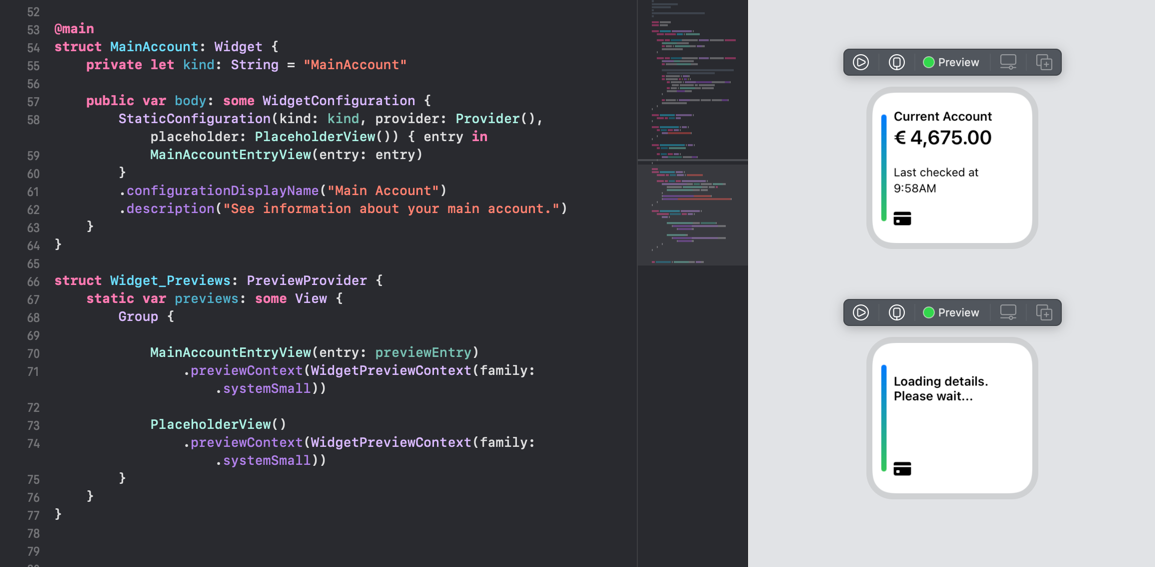 52
53 @main
54 struct MainAccount: Widget {
55 private let kind: String = "MainAccount"
56
57 public var body: some WidgetConfiguration {
58 StaticConfiguration(kind: kind, provider: Provider(),
placeholder: PlaceholderView()) { entry in
59 MainAccountEntryView(entry: entry)
60 }
61 .configurationDisplayName("Main Account")
62 .description("See information about your main account.")
63 }
64 }
65
66 struct Widget_Previews: PreviewProvider {
67 static var previews: some View {
68 Group {
69
70 MainAccountEntryView(entry: previewEntry)
71 .previewContext(WidgetPreviewContext(family:
.systemSmall))
72
73 PlaceholderView()
74 .previewContext(WidgetPreviewContext(family:
.systemSmall))
75 }
76 }
77 }
78
79
Preview
Current Account
€ 4,675.00
Last checked at
9:58AM
Preview
Loading details.
Please wait...